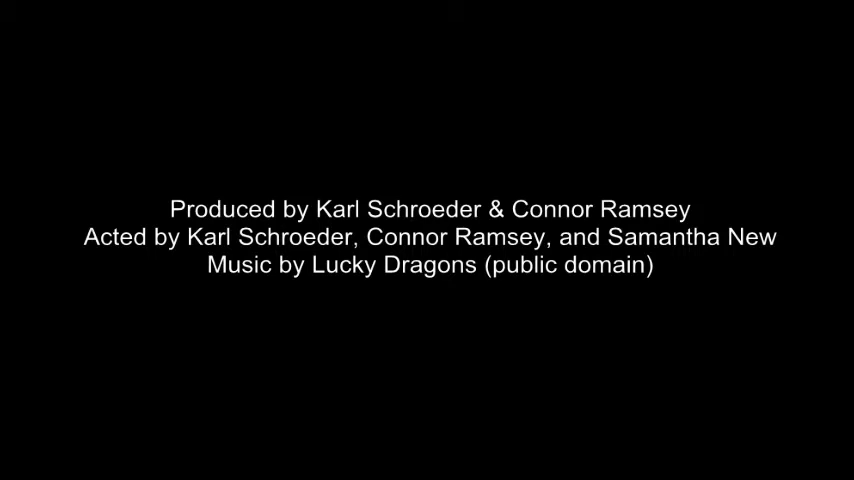 Produced by Karl Schroeder & Connor Ramsey
Acted by Karl Schroeder, Connor Ramsey, and Samantha New
Music by Lucky Dragons (public domain)